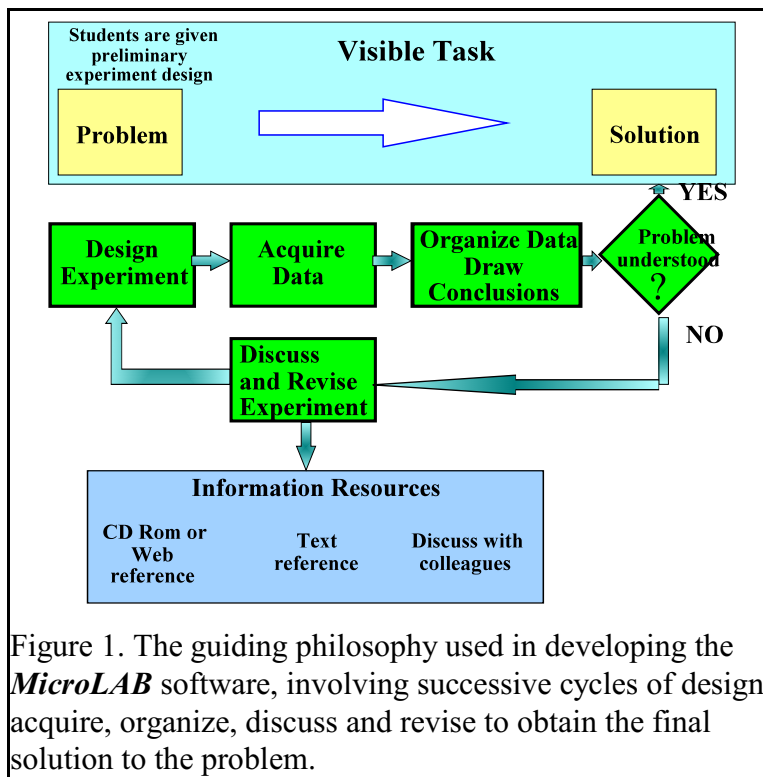 Students are given
preliminary
experiment design
Visible Task
Problem
Solution
YES
Design
Experiment
Acquire
Data
Organize Data
Draw
Conclusions
Problem
understood
?
NO
Discuss
and Revise
Experiment
Information Resources
CD Rom or
Web
reference
Text
reference
Discuss with
colleagues
Figure 1. The guiding philosophy used in developing the
MicroLAB software, involving successive cycles of design
acquire, organize, discuss and revise to obtain the final
solution to the problem.